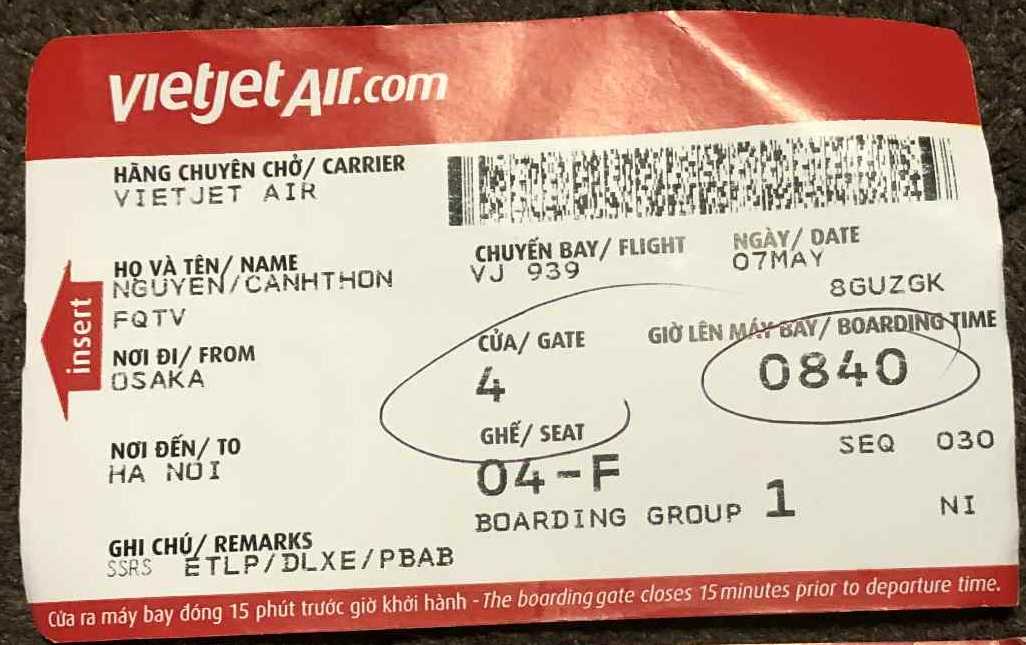 vietjetAir.com
HÃNG CHUYÊN CHỞ/ CARRIER
VIETJET AIR
HỌ VÀ TÊN/ NAME
NGUYEN/CANHTHON
CHUYẾN BAY/ FLIGHT
VJ 939
NGÀY/ DATE
07MAY
8GUZGK
FQTV
insert
NƠI ĐI/ FROM
OSAKA
CỬA/ GATE
4
GIỜ LÊN MÁY BAY/ BOARDING TIME
0840
NƠI ĐẾN/ TO
HA NOI
GHẾ/ SEAT
04-F
SEQ 030
BOARDING GROUP 1
NI
GHI CHÚ/ REMARKS
SSRS ETLP/DLXE/PBAB
Cửa ra máy bay đóng 15 phút trước giờ khởi hành - The boarding gate closes 15 minutes prior to departure time.